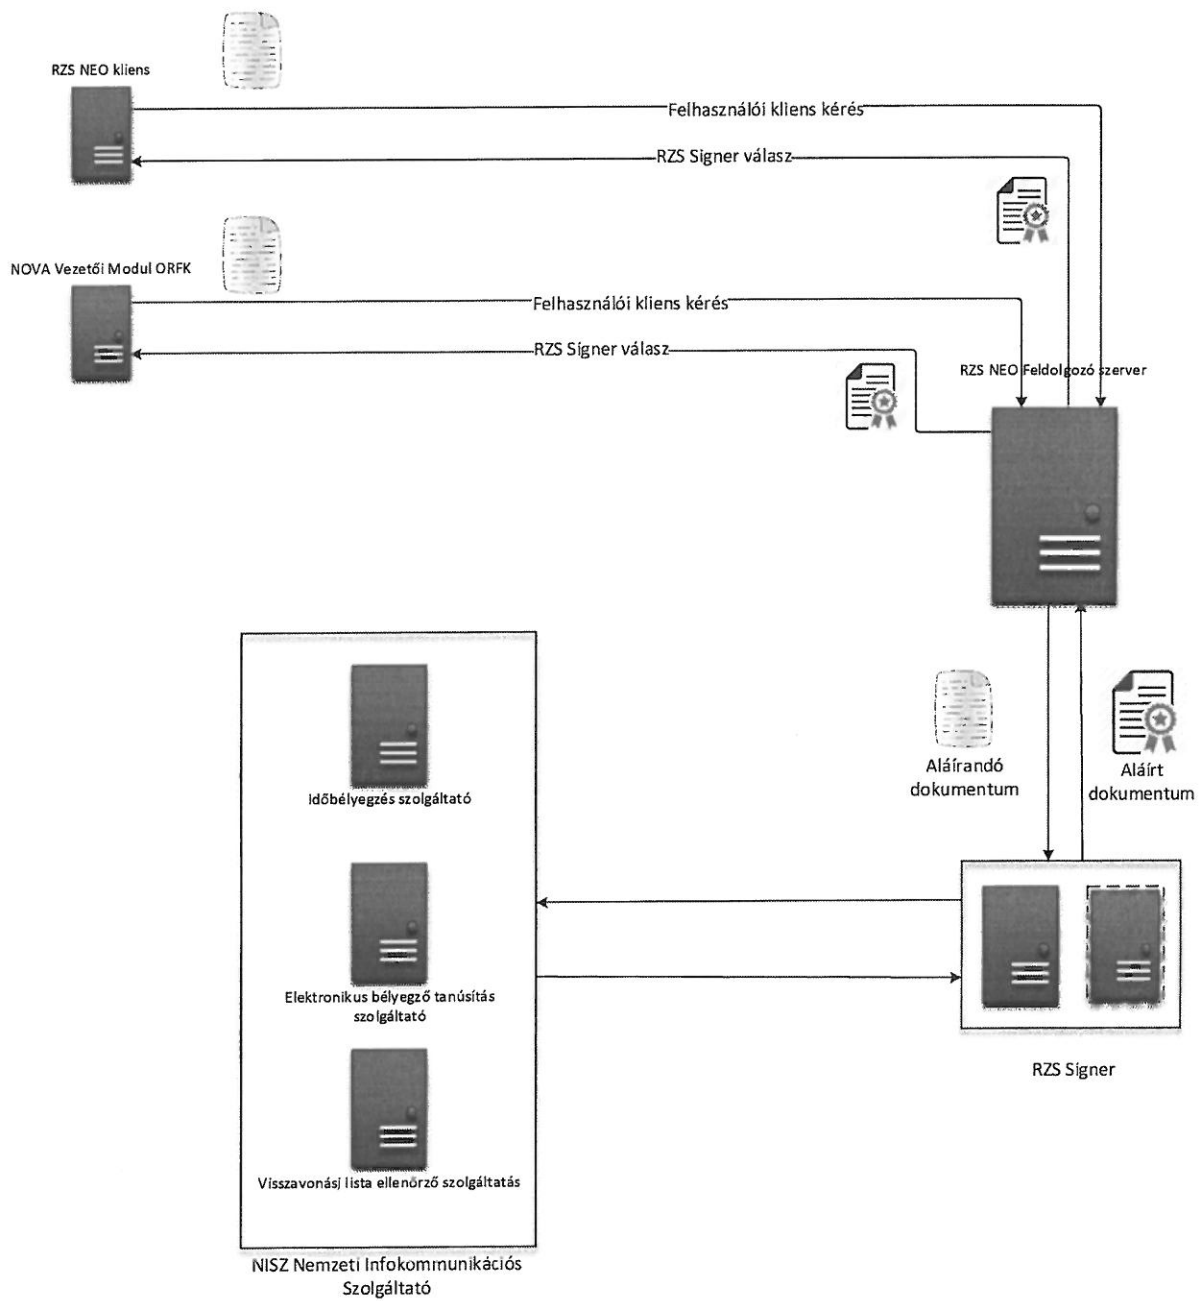 RZS NEO kliens
Felhasználói kliens kérés
RZS Signer válasz
NOVA Vezetői Modul ORFK
Felhasználói kliens kérés
RZS Signer válasz
RZS NEO Feldolgozó szerver
Aláírandó
dokumentum
Aláírt
dokumentum
Időbélyegzés szolgáltató
Elektronikus bélyegző tanúsítás
szolgáltató
Visszavonási lista ellenőrző szolgáltatás
RZS Signer
NISZ Nemzeti Infokommunikációs
Szolgáltató